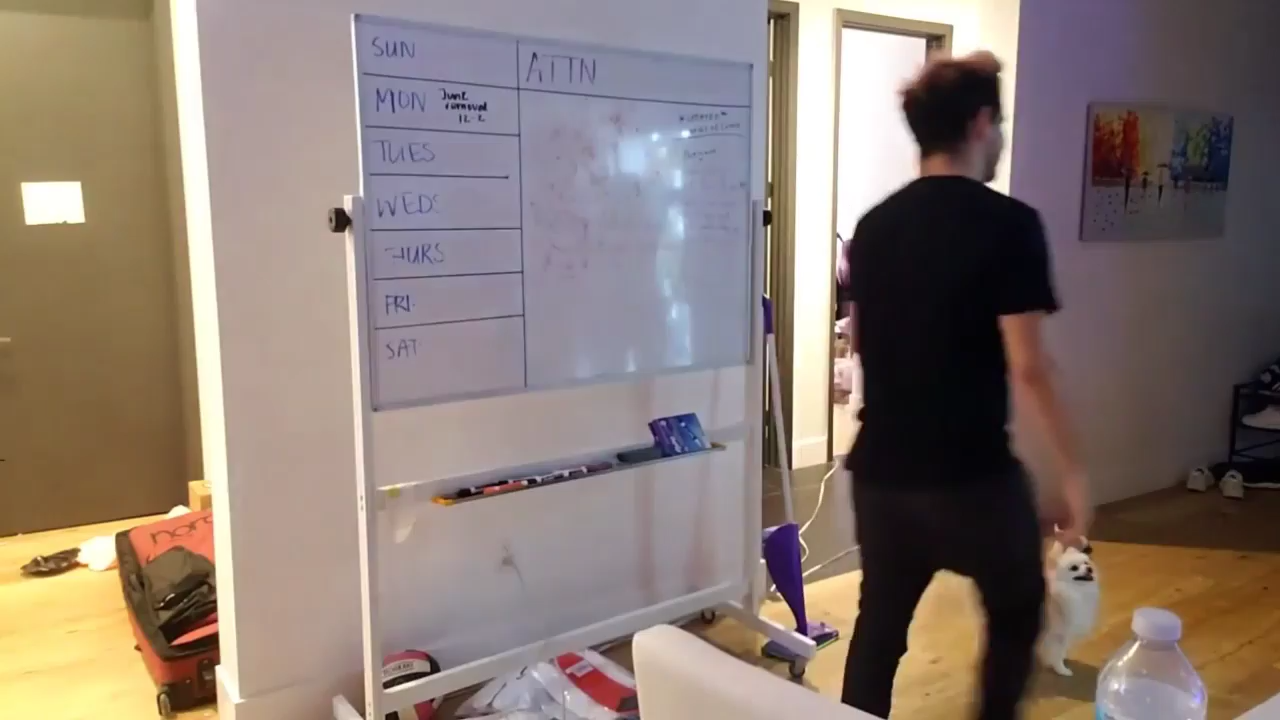 SUN
ATTN
MON
June
removal
12-2
TUES
WEDS
THURS
FRI.
SAT